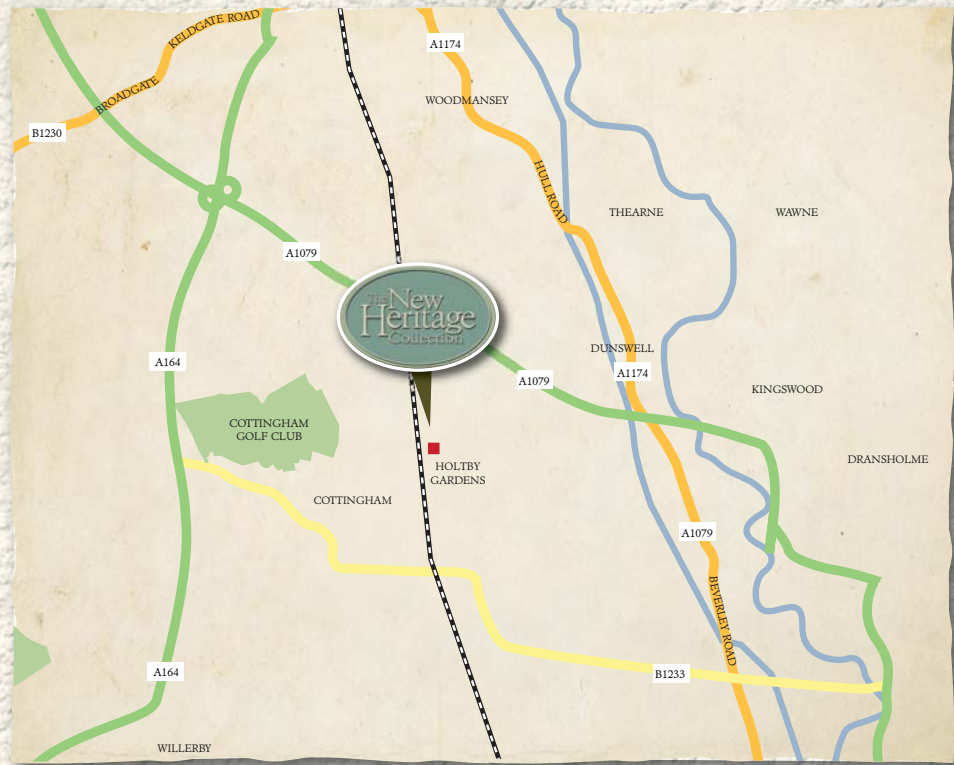 KELDGATE ROAD
A1174
BROADGATE
WOODMANSEY
B1230
HULL ROAD
THEARNE
WAWNE
A1079
The New
Heritage
Collection
DUNSWELL
A164
A1174
A1079
KINGSWOOD
COTTINGHAM
GOLF CLUB
DRANSHOLME
HOLTBY
GARDENS
COTTINGHAM
A1079
BEVERLEY ROAD
A164
B1233
WILLERBY